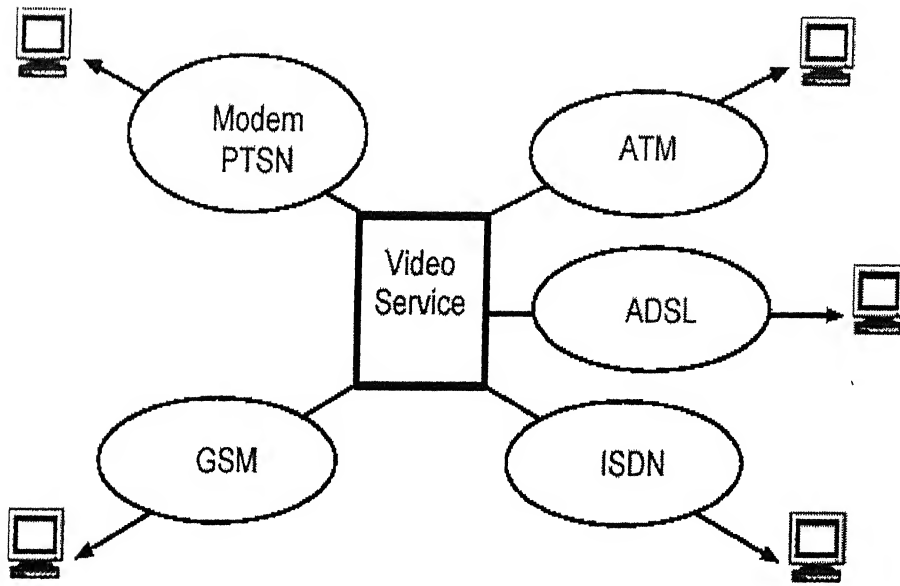 Modem
PTSN
ATM
Video
Service
ADSL
GSM
ISDN